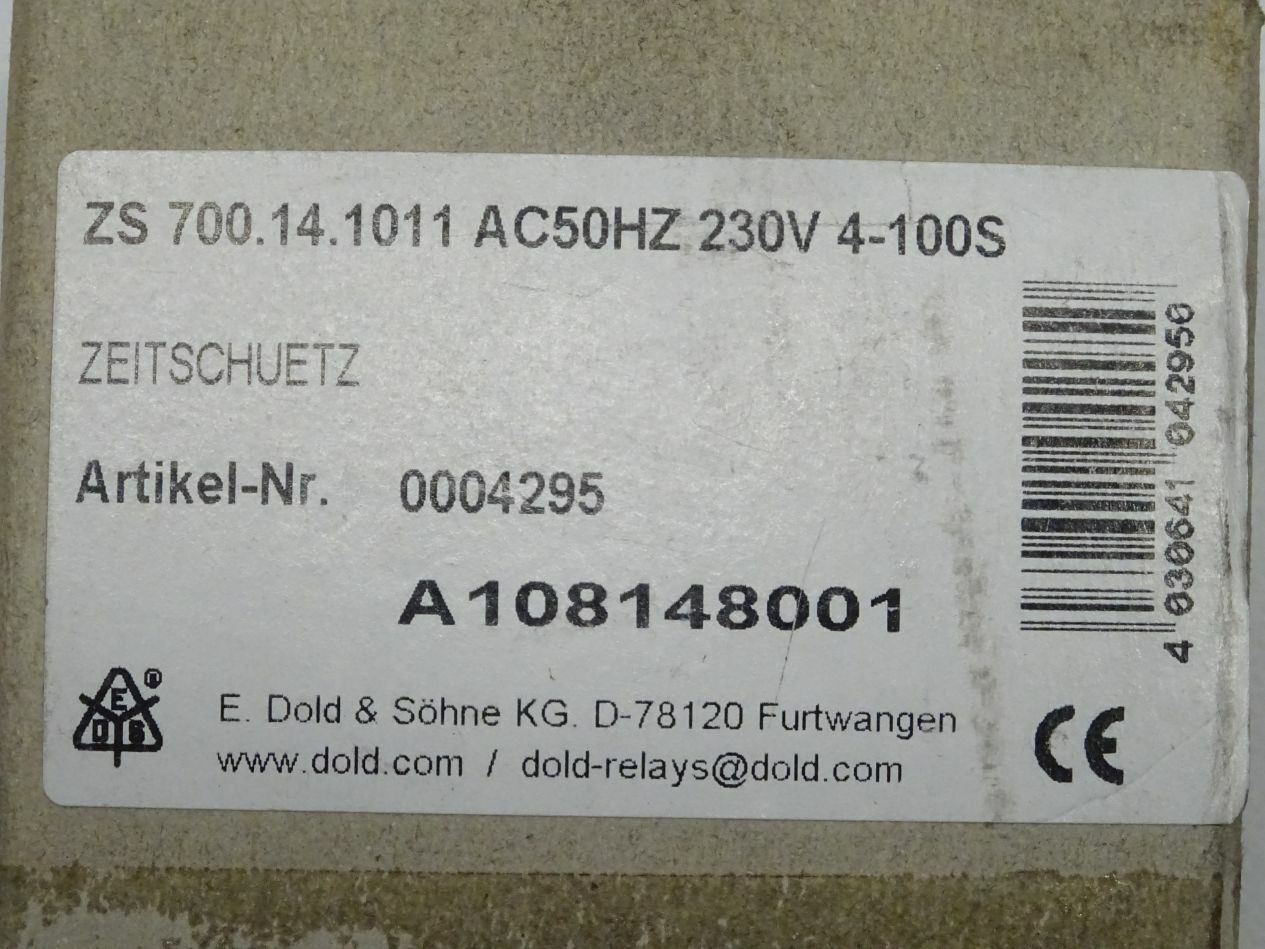 ZS 700.14.1011 AC50HZ 230V 4-100S
ZEITSCHUETZ
Artikel-Nr. 0004295
A108148001
4 030641 042950
E. Dold & Söhne KG. D-78120 Furtwangen
www.dold.com / dold-relays@dold.com
E
D S
CE